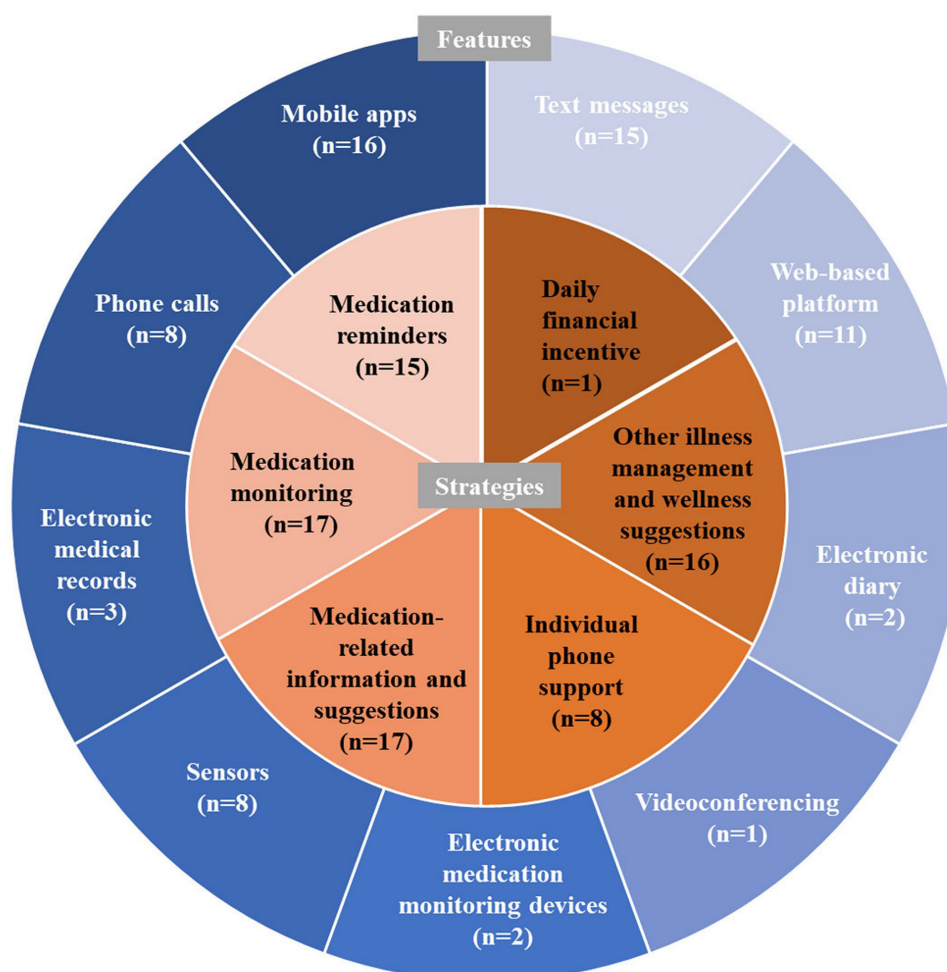 Features
Mobile apps
(n=16)
Text messages
(n=15)
Web-based
platform
(n=11)
Electronic
diary
(n=2)
Videoconferencing
(n=1)
Electronic
medication
monitoring devices
(n=2)
Sensors
(n=8)
Electronic
medical
records
(n=3)
Phone calls
(n=8)
Strategies
Medication
reminders
(n=15)
Daily
financial
incentive
(n=1)
Other illness
management
and wellness
suggestions
(n=16)
Individual
phone
support
(n=8)
Medication-
related
information and
suggestions
(n=17)
Medication
monitoring
(n=17)